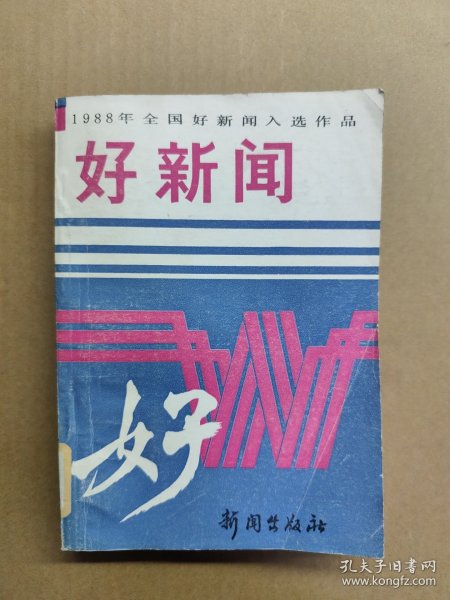 1988年全国好新闻入选作品
好新闻
好
新闻出版社
孔夫子旧书网
www.kongfz.com